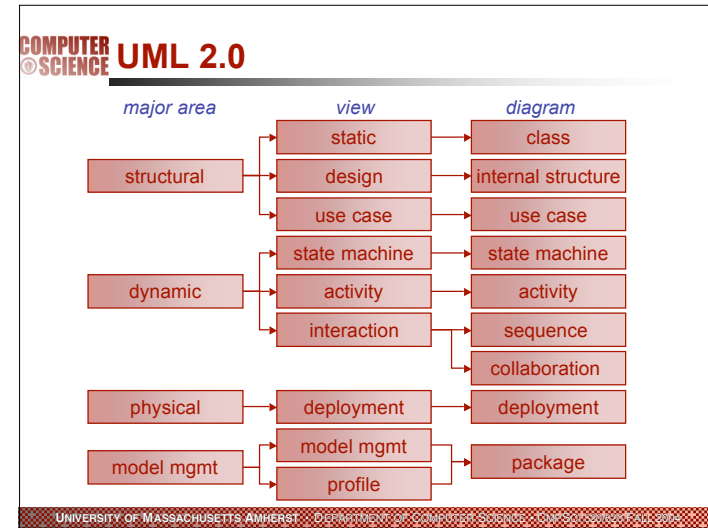 COMPUTER
SCIENCE
UML 2.0
major area view diagram
static class
structural design internal structure
use case use case
state machine state machine
dynamic activity activity
interaction sequence
collaboration
physical deployment deployment
model mgmt
model mgmt package
profile
UNIVERSITY OF MASSACHUSETTS AMHERST DEPARTMENT OF COMPUTER SCIENCE FALL 2004